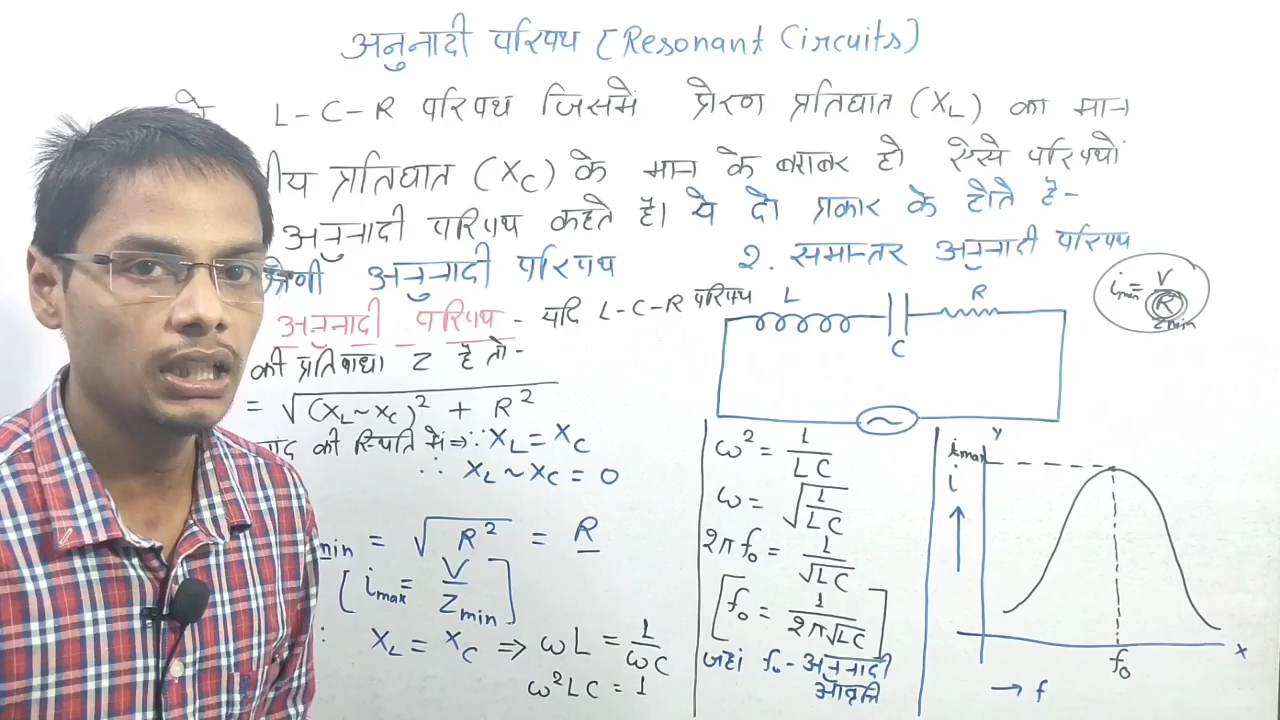 अनुनादी परिपथ [Resonant Circuits)
L-C-R परिपथ जिसमें प्रेरण प्रतिघात (XL) का मान
प्रतिघात (XC) के मान के बराबर हो ऐसे परिपथों
अनुनादी परिपथ कहते है। ये दो प्रकार के होते है-
अनुनादी परिपथ 2. समान्तर अनुनादी परिपथ
अनुनादी परिपथ - यदि L-C-R परिपथ
की प्रतिबाधा Z है तो-
= √(XL~XC)² + R²
की स्थिति में ⇒ ∵ XL = XC
∴ XL ~ XC = 0
min = √R² = R
[imax = V/Zmin]
XL = XC ⇒ ωL = 1/ωC
ω²LC = 1
L C R
imax = V/R
Zmin
ω² = 1/LC
ω = √1/LC
2πf₀ = 1/√LC
[f₀ = 1/2π√LC]
जहां f₀ - अनुनादी
आवृत्ति
Y
imax
i
f₀
X
→ f